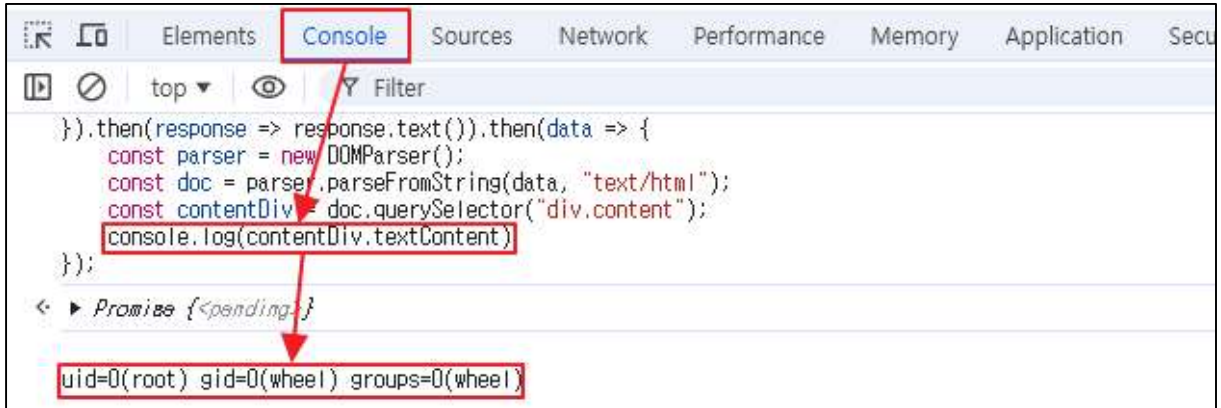 Elements Console Sources Network Performance Memory Application Secu
top ▼ Filter
}).then(response => response.text()).then(data => {
const parser = new DOMParser();
const doc = parser.parseFromString(data, "text/html");
const contentDiv = doc.querySelector("div.content");
console.log(contentDiv.textContent)
});
Promise {<pending>}
uid=0(root) gid=0(wheel) groups=0(wheel)